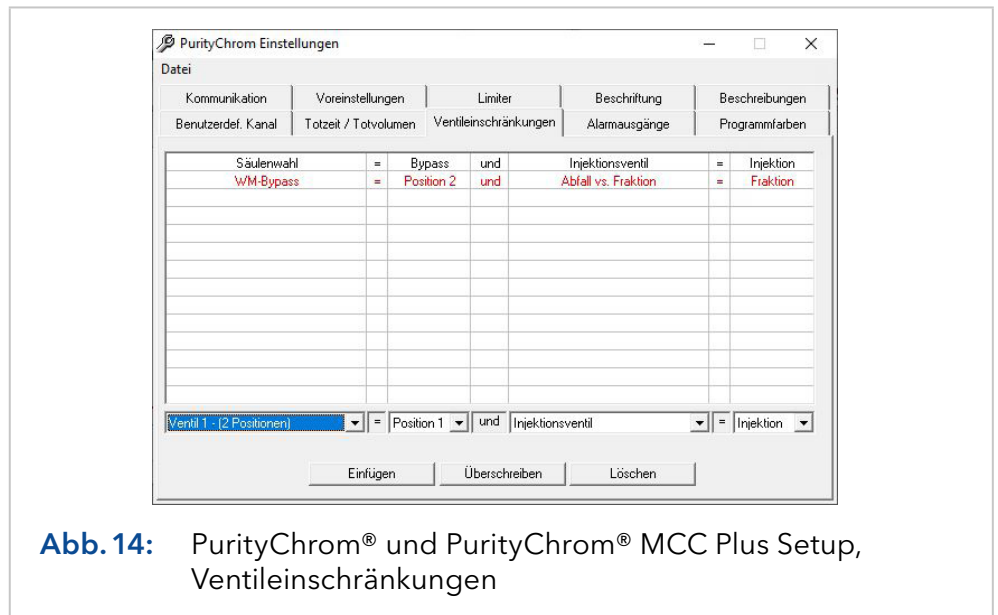 PurityChrom Einstellungen
Datei
Kommunikation Voreinstellungen Limiter Beschriftung Beschreibungen
Benutzerdef. Kanal Totzeit / Totvolumen Ventileinschränkungen Alarmausgänge Programmfarben
Säulenwahl = Bypass und Injektionsventil = Injektion
WM-Bypass = Position 2 und Abfall vs. Fraktion = Fraktion
Ventil 1 - (2 Positionen) = Position 1 und Injektionsventil = Injektion
Einfügen Überschreiben Löschen
Abb. 14: PurityChrom® und PurityChrom® MCC Plus Setup,
Ventileinschränkungen